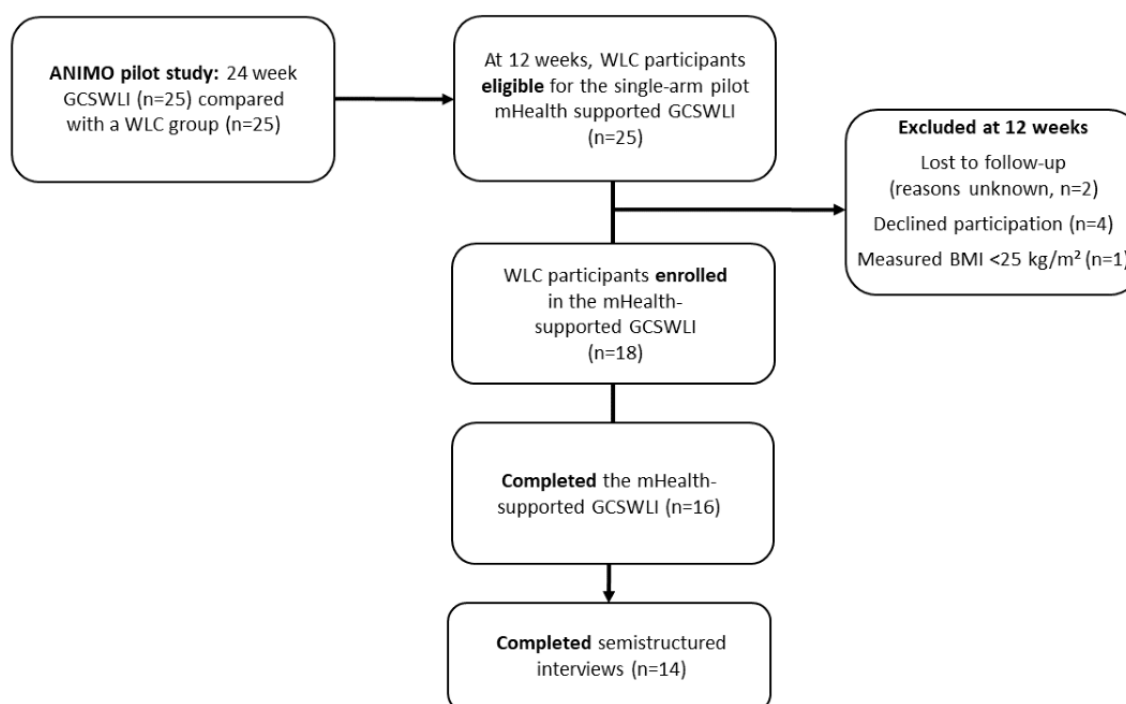 ANIMO pilot study: 24 week
GCSWLI (n=25) compared
with a WLC group (n=25)
At 12 weeks, WLC participants
eligible for the single-arm pilot
mHealth supported GCSWLI
(n=25)
Excluded at 12 weeks
Lost to follow-up
(reasons unknown, n=2)
Declined participation (n=4)
Measured BMI <25 kg/m² (n=1)
WLC participants enrolled
in the mHealth-
supported GCSWLI
(n=18)
Completed the mHealth-
supported GCSWLI (n=16)
Completed semistructured
interviews (n=14)